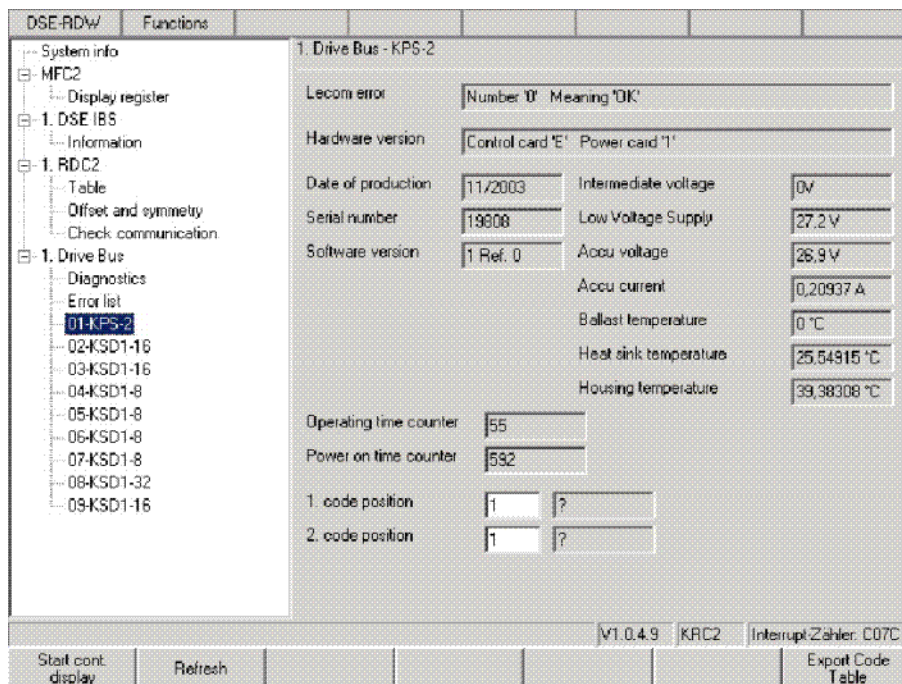 DSE-RDW Functions
System info
MFC2
Display register
1. DSE IBS
Information
1. RDC2
Table
Offset and symmetry
Check communication
1. Drive Bus
Diagnostics
Error list
01-KPS-2
02-KSD1-16
03-KSD1-16
04-KSD1-8
05-KSD1-8
06-KSD1-8
07-KSD1-8
08-KSD1-32
09-KSD1-16
1. Drive Bus - KPS-2
Lecom error Number '0' Meaning 'OK'
Hardware version Control card 'E' Power card '1'
Date of production 11/2003 Intermediate voltage 0V
Serial number 19808 Low Voltage Supply 27,2 V
Software version 1 Ref. 0 Accu voltage 26,9 V
Accu current 0,20937 A
Ballast temperature 0 °C
Heat sink temperature 25,54915 °C
Housing temperature 39,38308 °C
Operating time counter 55
Power on time counter 592
1. code position 1 ?
2. code position 1 ?
V1.0.4.9 KRC2 Interrupt-Zähler: C07C
Start cont. display Refresh Export Code Table